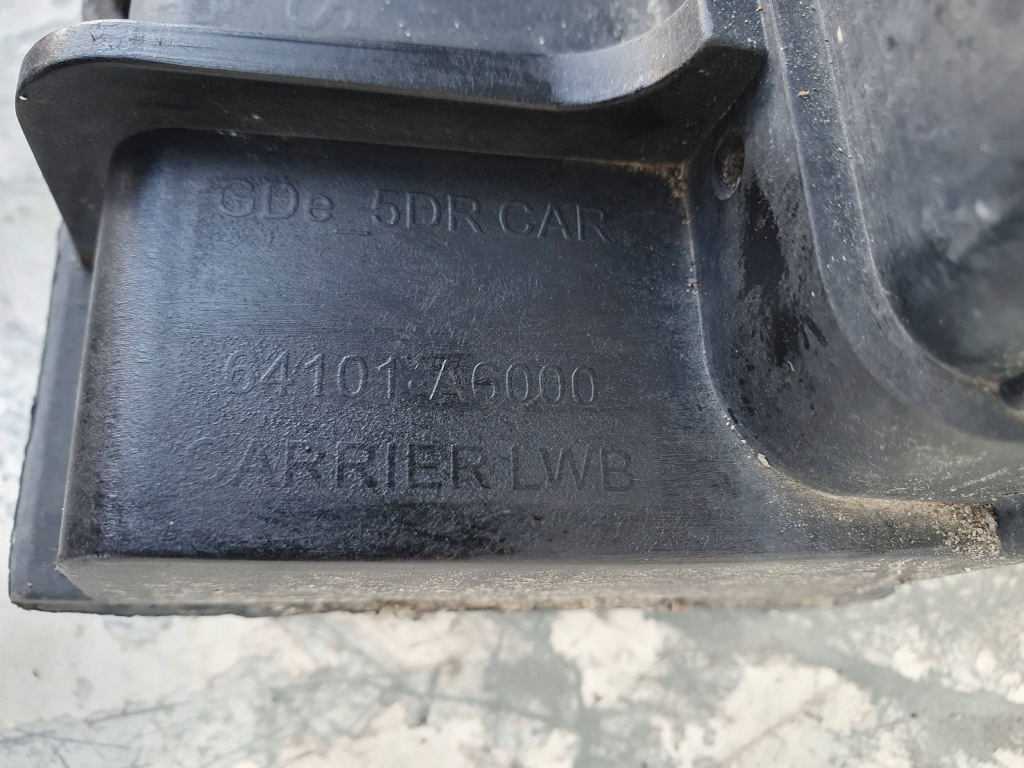 GDe_5DR CAR
64101 A6000
CARRIER LWB